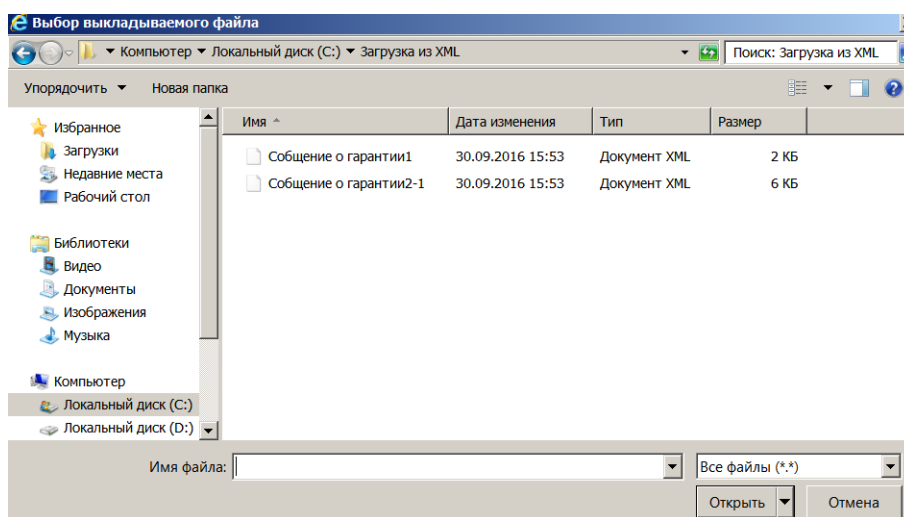 Выбор выкладываемого файла
Компьютер Локальный диск (C:) Загрузка из XML Поиск: Загрузка из XML
Упорядочить Новая папка
Избранное
Загрузки
Недавние места
Рабочий стол
Библиотеки
Видео
Документы
Изображения
Музыка
Компьютер
Локальный диск (C:)
Локальный диск (D:)
Имя Дата изменения Тип Размер
Собщение о гарантии1 30.09.2016 15:53 Документ XML 2 КБ
Собщение о гарантии2-1 30.09.2016 15:53 Документ XML 6 КБ
Имя файла: Все файлы (*.*)
Открыть Отмена